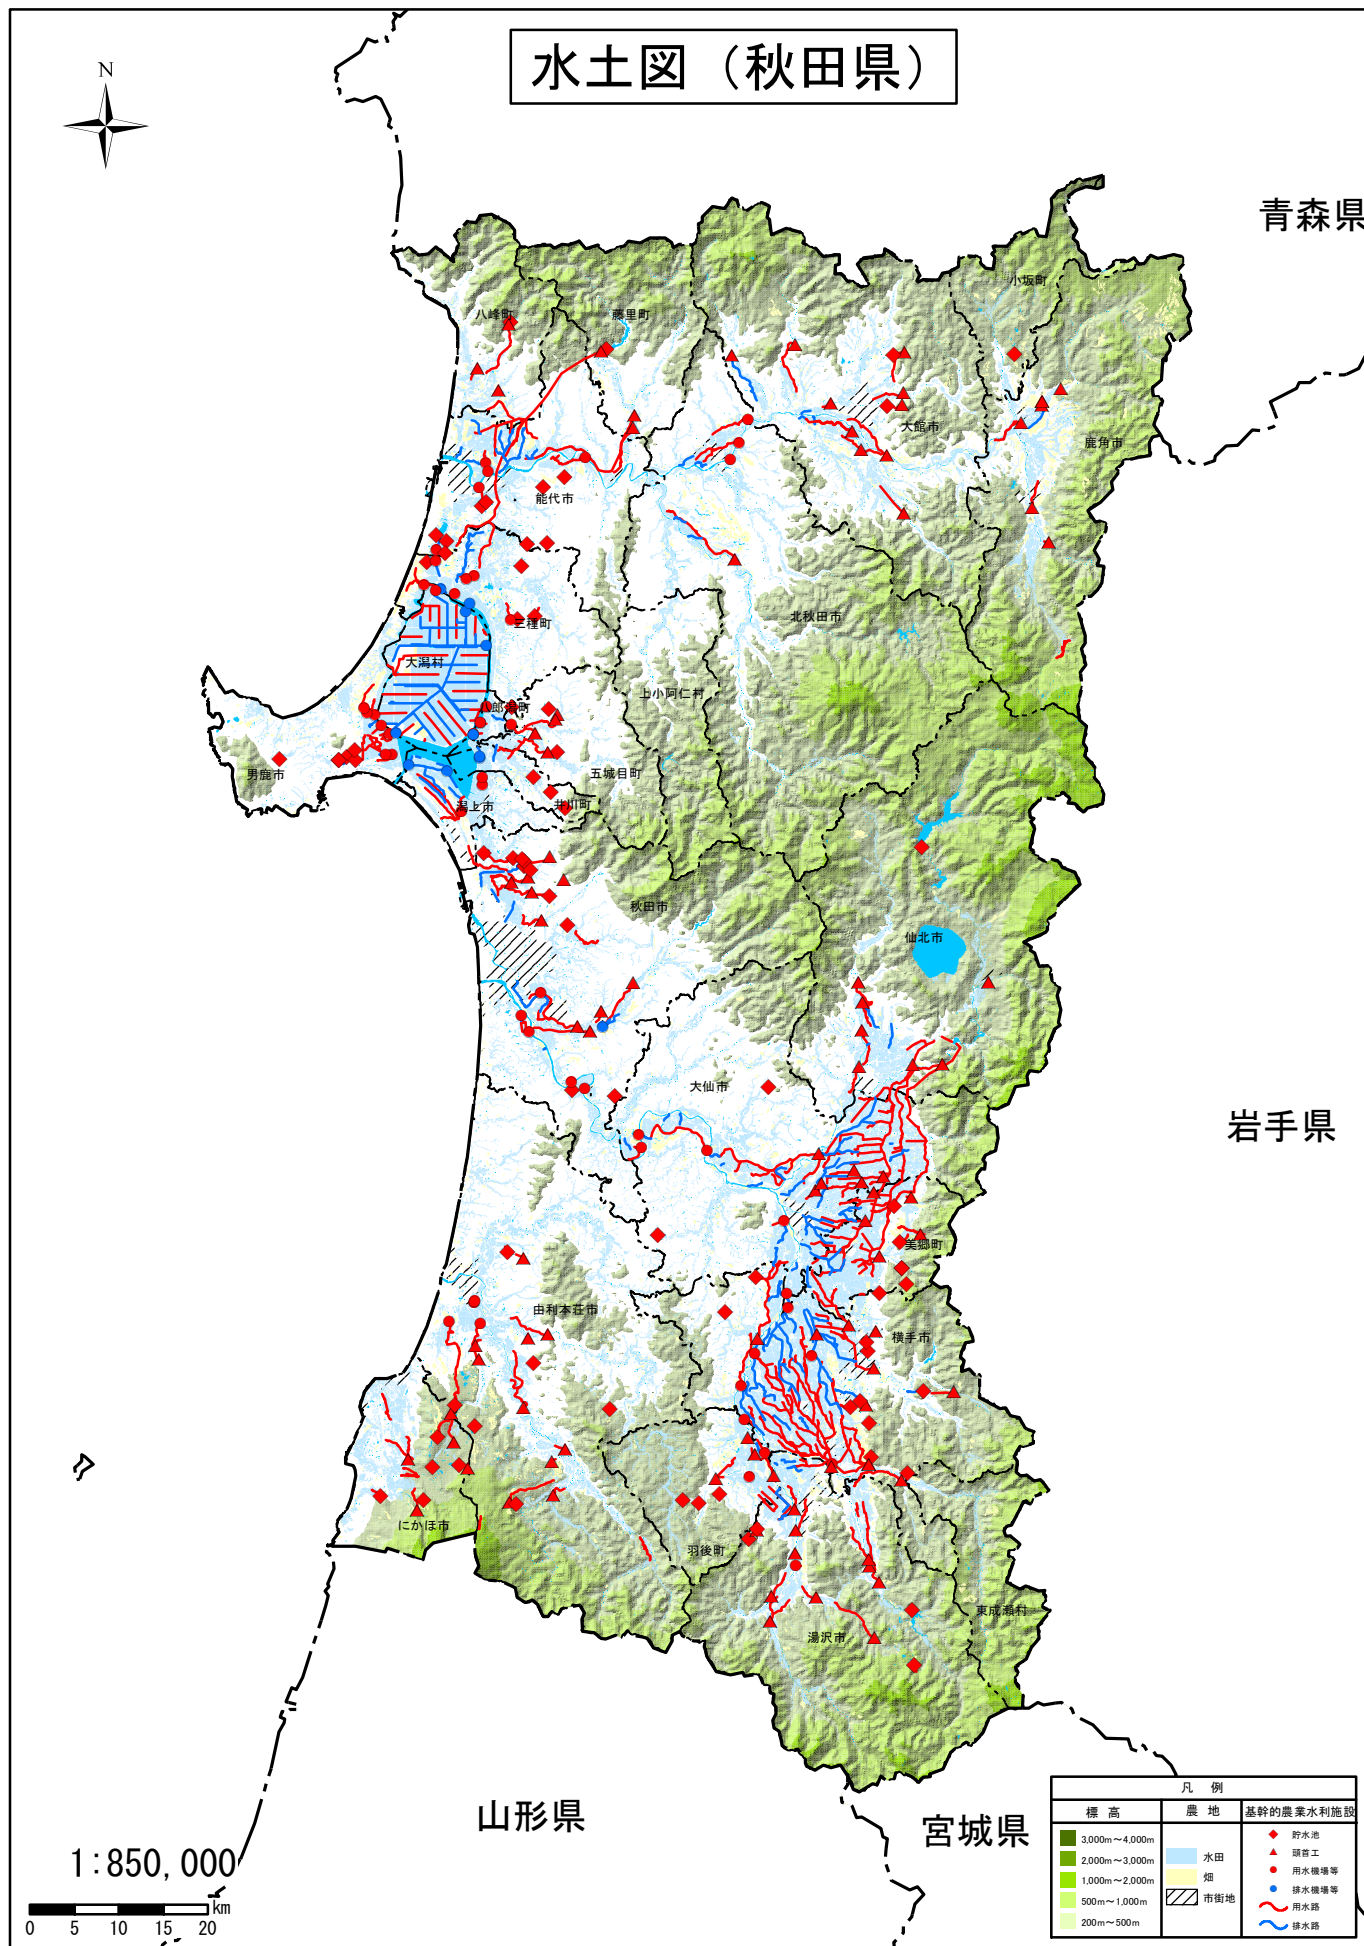 水土図（秋田県）
N
青森県
小坂町
八峰町
藤里町
大館市
鹿角市
能代市
三種町
北秋田市
大潟村
上小阿仁村
八郎潟町
五城目町
男鹿市
潟上市
井川町
秋田市
仙北市
大仙市
岩手県
美郷町
由利本荘市
横手市
にかほ市
羽後町
東成瀬村
湯沢市
山形県
宮城県
1:850,000
km
0 5 10 15 20
凡 例
標 高
農 地
基幹的農業水利施設
3,000m～4,000m
2,000m～3,000m
1,000m～2,000m
500m～1,000m
200m～500m
水田
畑
市街地
貯水池
頭首工
用水機場等
排水機場等
用水路
排水路